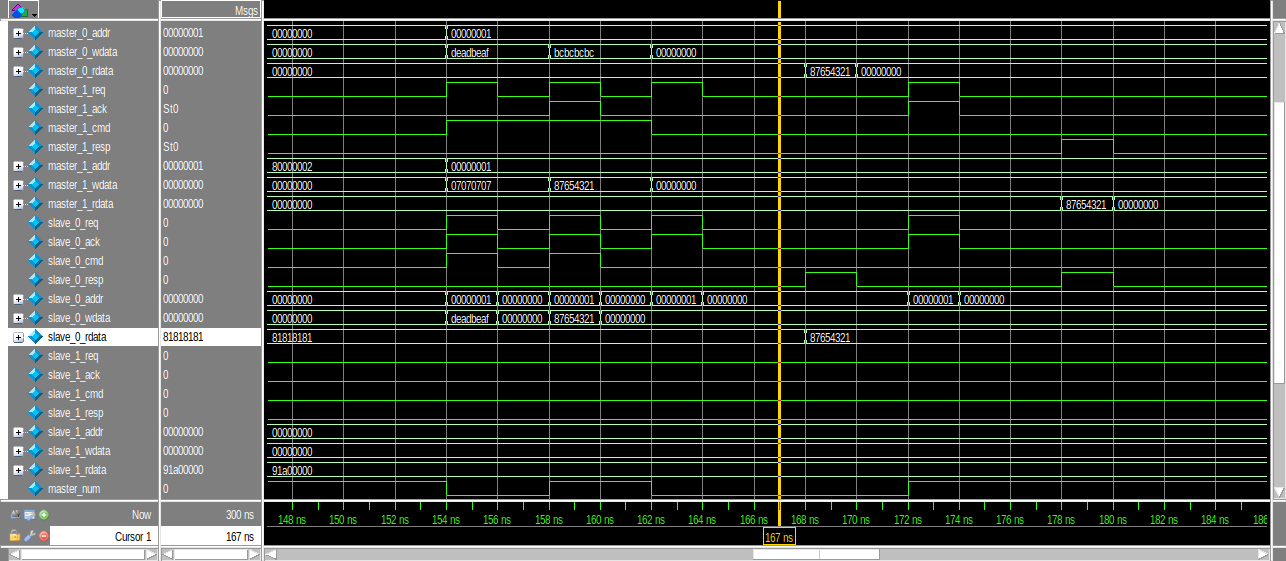 Msgs
master_0_addr 00000001 00000000 00000001
master_0_wdata 00000000 00000000 deadbeaf bcbcbcbc 00000000
master_0_rdata 00000000 00000000 87654321 00000000
master_1_req 0
master_1_ack St0
master_1_cmd 0
master_1_resp St0
master_1_addr 00000001 80000002 00000001
master_1_wdata 00000000 00000000 07070707 87654321 00000000
master_1_rdata 00000000 00000000 87654321 00000000
slave_0_req 0
slave_0_ack 0
slave_0_cmd 0
slave_0_resp 0
slave_0_addr 00000000 00000000 00000001 00000000 00000001 00000000 00000001 00000000 00000001 00000000
slave_0_wdata 00000000 00000000 deadbeaf 00000000 87654321 00000000
slave_0_rdata 81818181 81818181 87654321
slave_1_req 0
slave_1_ack 0
slave_1_cmd 0
slave_1_resp 0
slave_1_addr 00000000 00000000
slave_1_wdata 00000000 00000000
slave_1_rdata 91a00000 91a00000
master_num 0
Now 300 ns 148 ns 150 ns 152 ns 154 ns 156 ns 158 ns 160 ns 162 ns 164 ns 166 ns 168 ns 170 ns 172 ns 174 ns 176 ns 178 ns 180 ns 182 ns 184 ns 186
Cursor 1 167 ns 167 ns